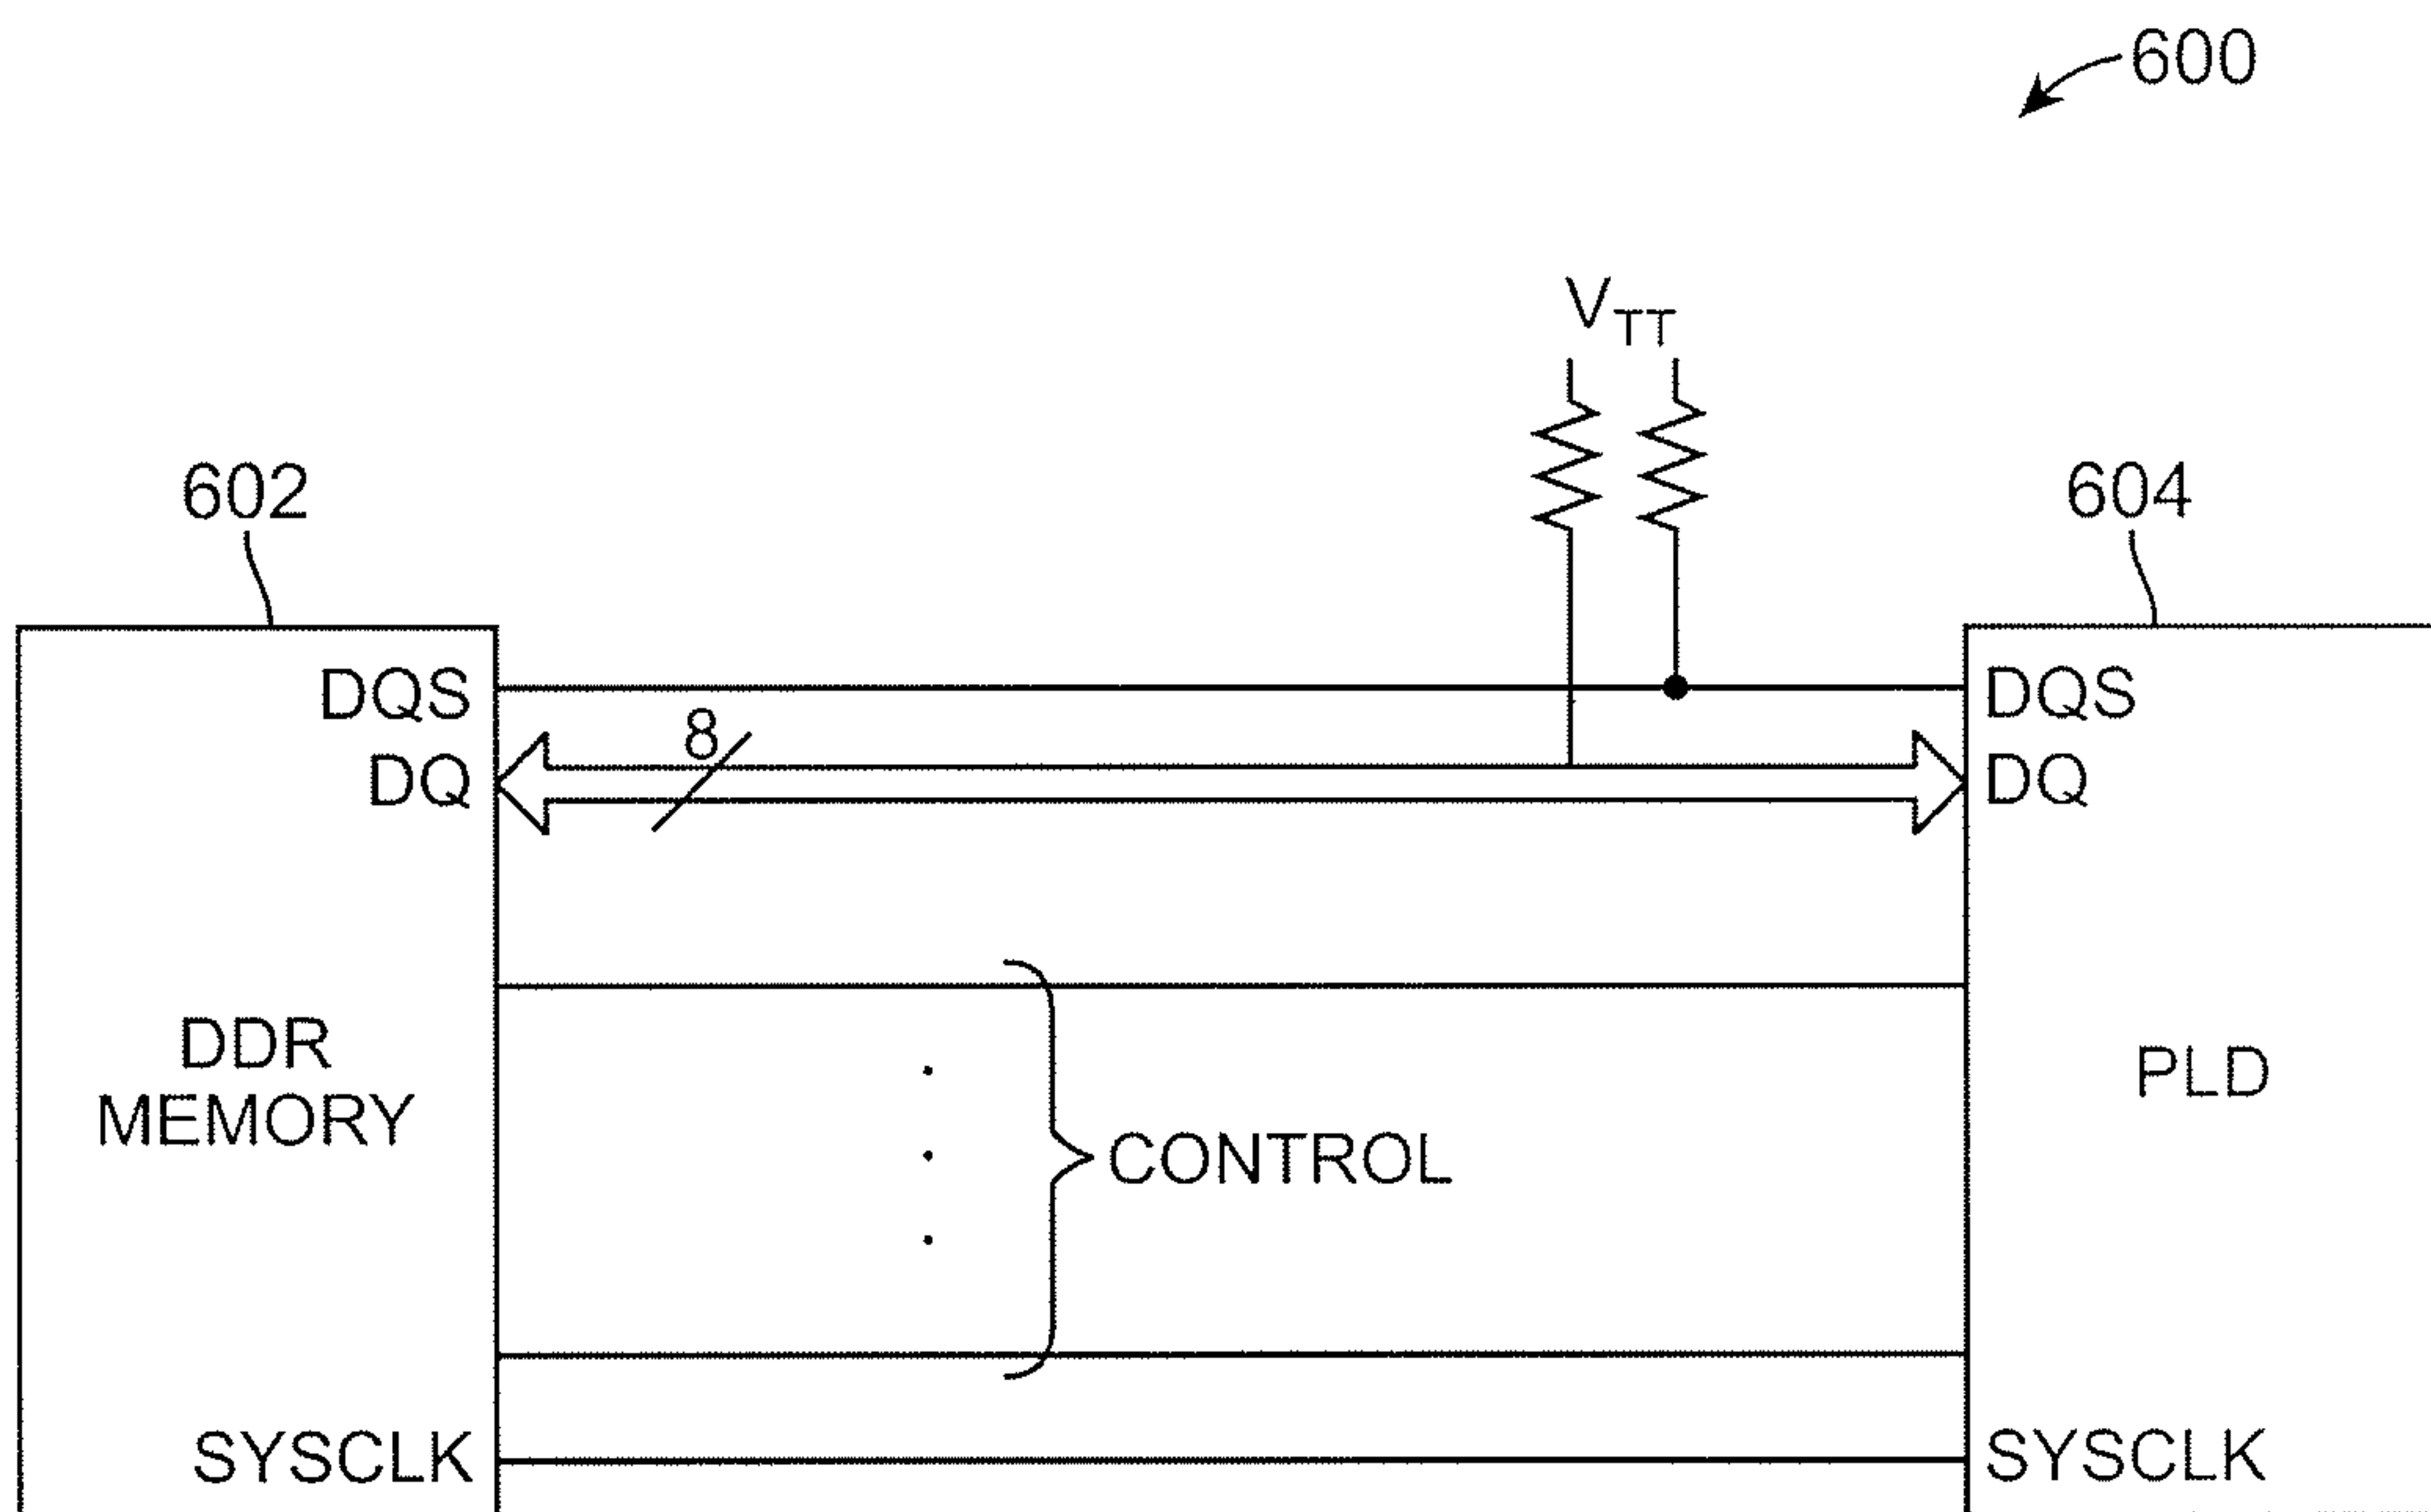 600
VTT
602
604
DQS
DQS
8
DQ
DQ
DDR
MEMORY
PLD
CONTROL
SYSCLK
SYSCLK